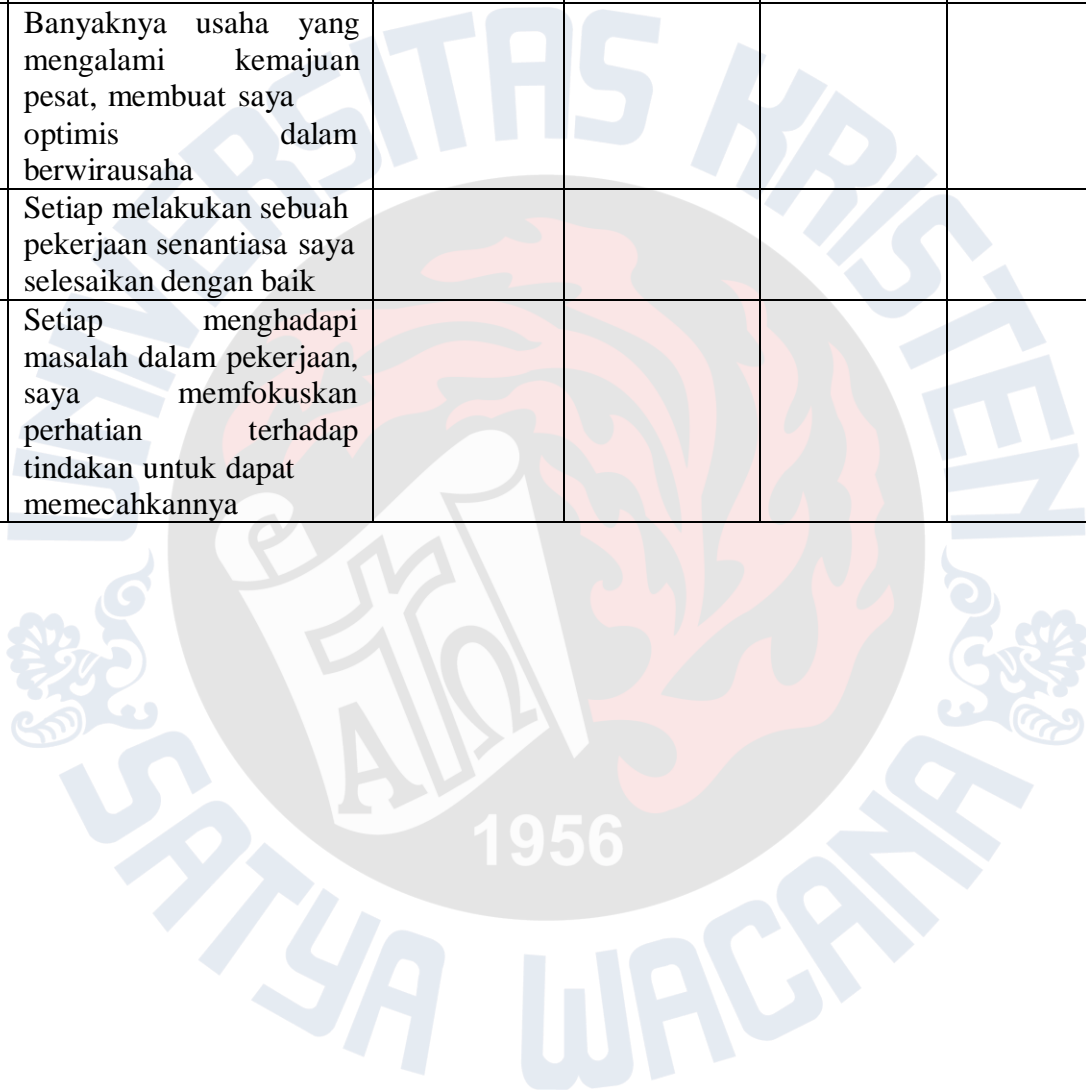 Banyaknya usaha yang
mengalami kemajuan
pesat, membuat saya
optimis dalam
berwirausaha
Setiap melakukan sebuah
pekerjaan senantiasa saya
selesaikan dengan baik
Setiap menghadapi
masalah dalam pekerjaan,
saya memfokuskan
perhatian terhadap
tindakan untuk dapat
memecahkannya
UNIVERSITAS KRISTEN
ΑΩ
1956
SATYA WACANA